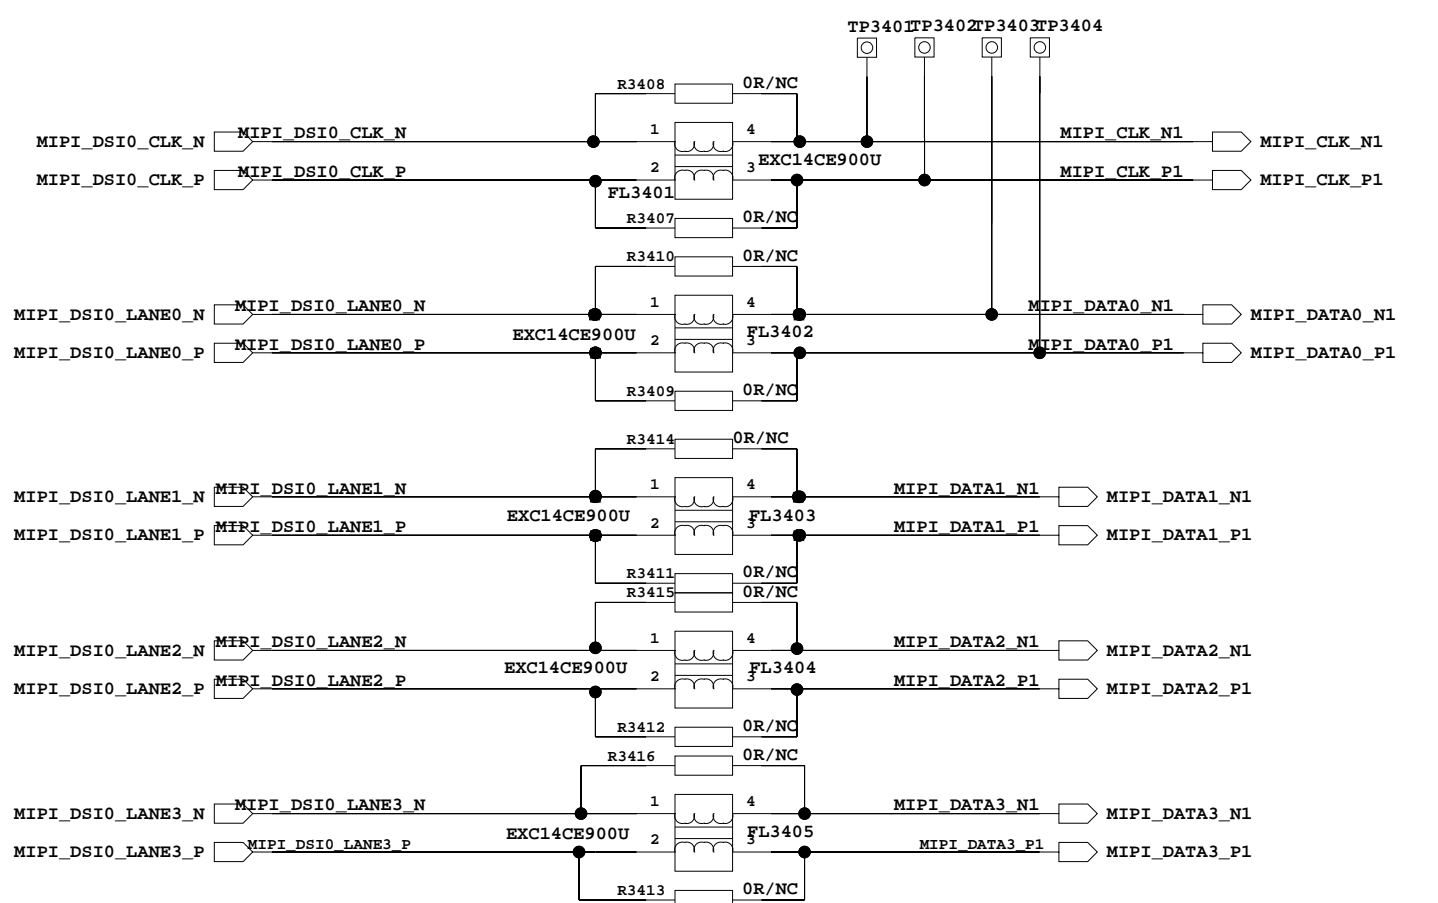 TP3401 TP3402 TP3403 TP3404
R3408 0R/NC
MIPI_DSI0_CLK_N MIPI_DSI0_CLK_N 1 4 MIPI_CLK_N1 MIPI_CLK_N1
EXC14CE900U
MIPI_DSI0_CLK_P MIPI_DSI0_CLK_P 2 3 MIPI_CLK_P1 MIPI_CLK_P1
FL3401
R3407 0R/NC
R3410 0R/NC
MIPI_DSI0_LANE0_N MIPI_DSI0_LANE0_N 1 4 MIPI_DATA0_N1 MIPI_DATA0_N1
EXC14CE900U FL3402
MIPI_DSI0_LANE0_P MIPI_DSI0_LANE0_P 2 3 MIPI_DATA0_P1 MIPI_DATA0_P1
R3409 0R/NC
R3414 0R/NC
MIPI_DSI0_LANE1_N MIPI_DSI0_LANE1_N 1 4 MIPI_DATA1_N1 MIPI_DATA1_N1
EXC14CE900U FL3403
MIPI_DSI0_LANE1_P MIPI_DSI0_LANE1_P 2 3 MIPI_DATA1_P1 MIPI_DATA1_P1
R3411 0R/NC
R3415 0R/NC
MIPI_DSI0_LANE2_N MIPI_DSI0_LANE2_N 1 4 MIPI_DATA2_N1 MIPI_DATA2_N1
EXC14CE900U FL3404
MIPI_DSI0_LANE2_P MIPI_DSI0_LANE2_P 2 3 MIPI_DATA2_P1 MIPI_DATA2_P1
R3412 0R/NC
R3416 0R/NC
MIPI_DSI0_LANE3_N MIPI_DSI0_LANE3_N 1 4 MIPI_DATA3_N1 MIPI_DATA3_N1
EXC14CE900U FL3405
MIPI_DSI0_LANE3_P MIPI_DSI0_LANE3_P 2 3 MIPI_DATA3_P1 MIPI_DATA3_P1
R3413 0R/NC